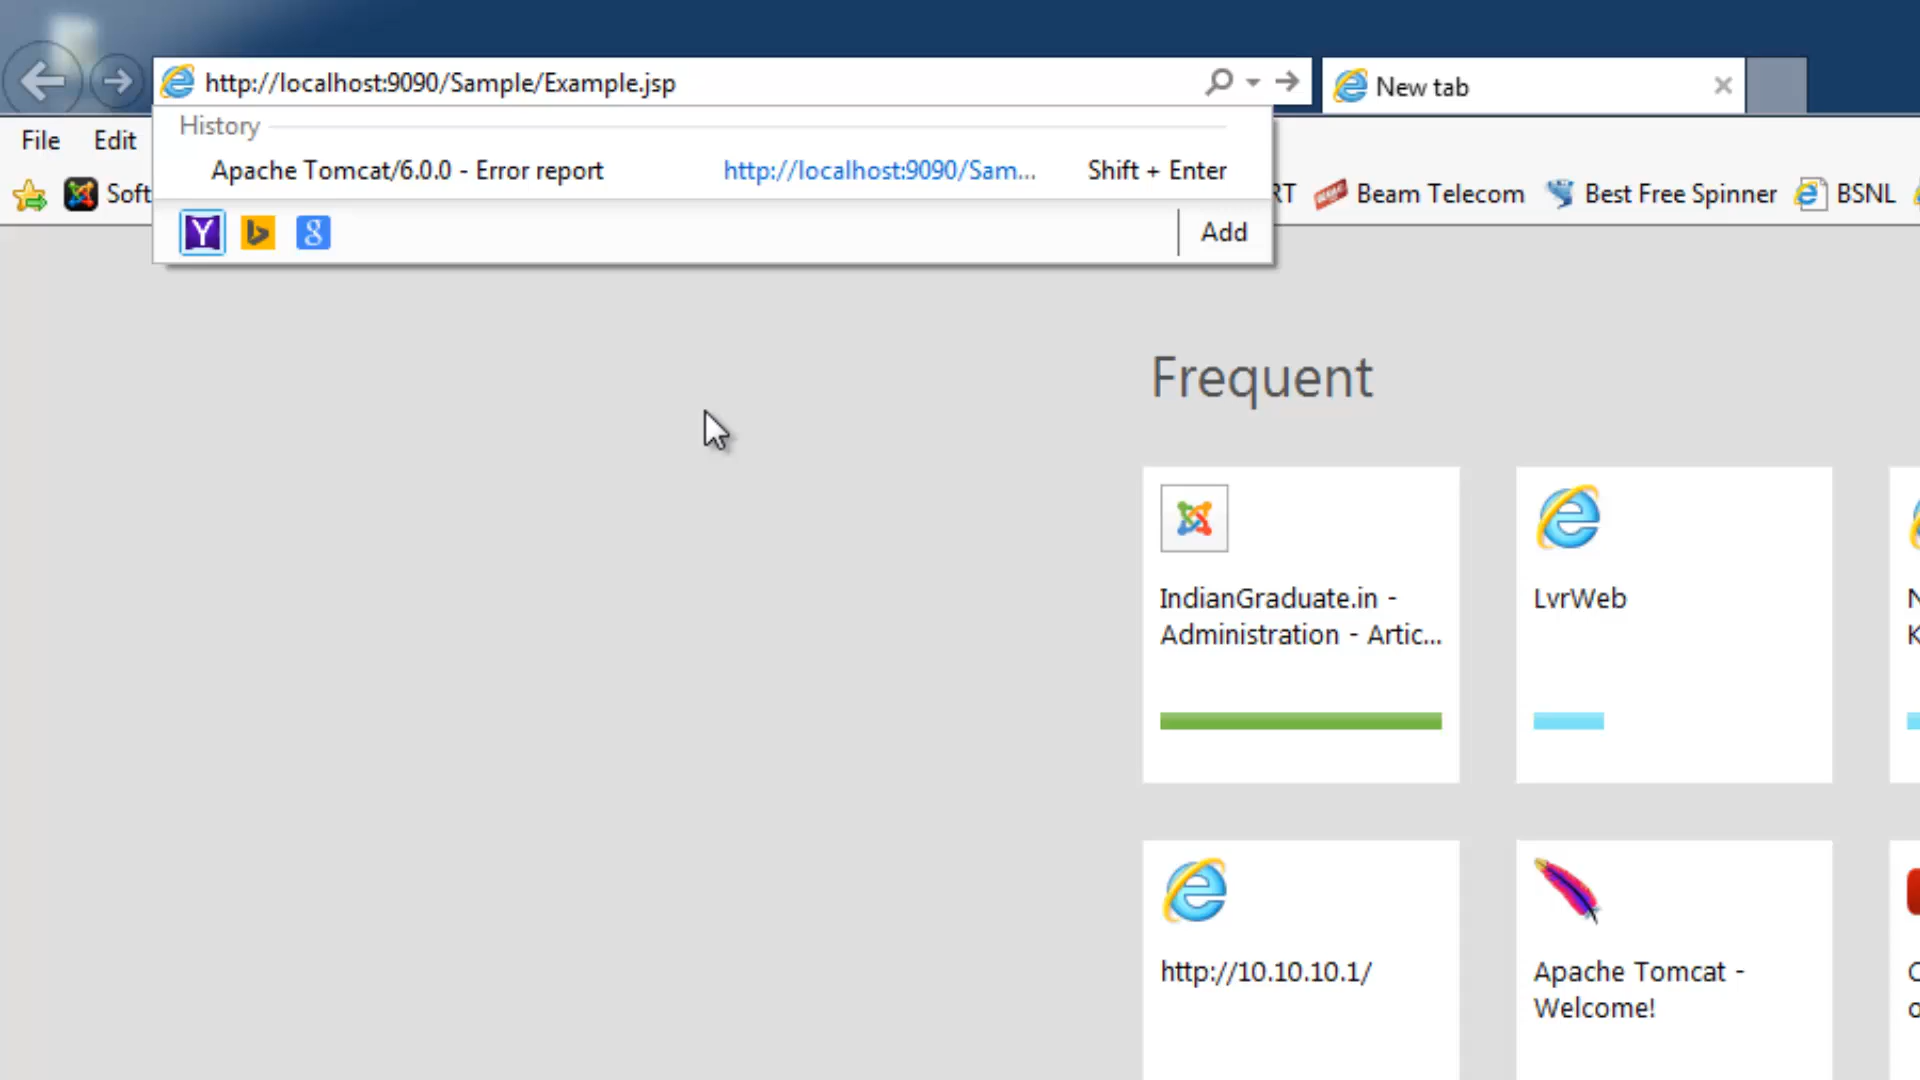 http://localhost:9090/Sample/Example.jsp
New tab
History
File Edit
Apache Tomcat/6.0.0 - Error report http://localhost:9090/Sam... Shift + Enter
Soft RT Beam Telecom Best Free Spinner BSNL
Add
Frequent
IndianGraduate.in -
Administration - Artic...
LvrWeb
N
K
http://10.10.10.1/
Apache Tomcat -
Welcome!